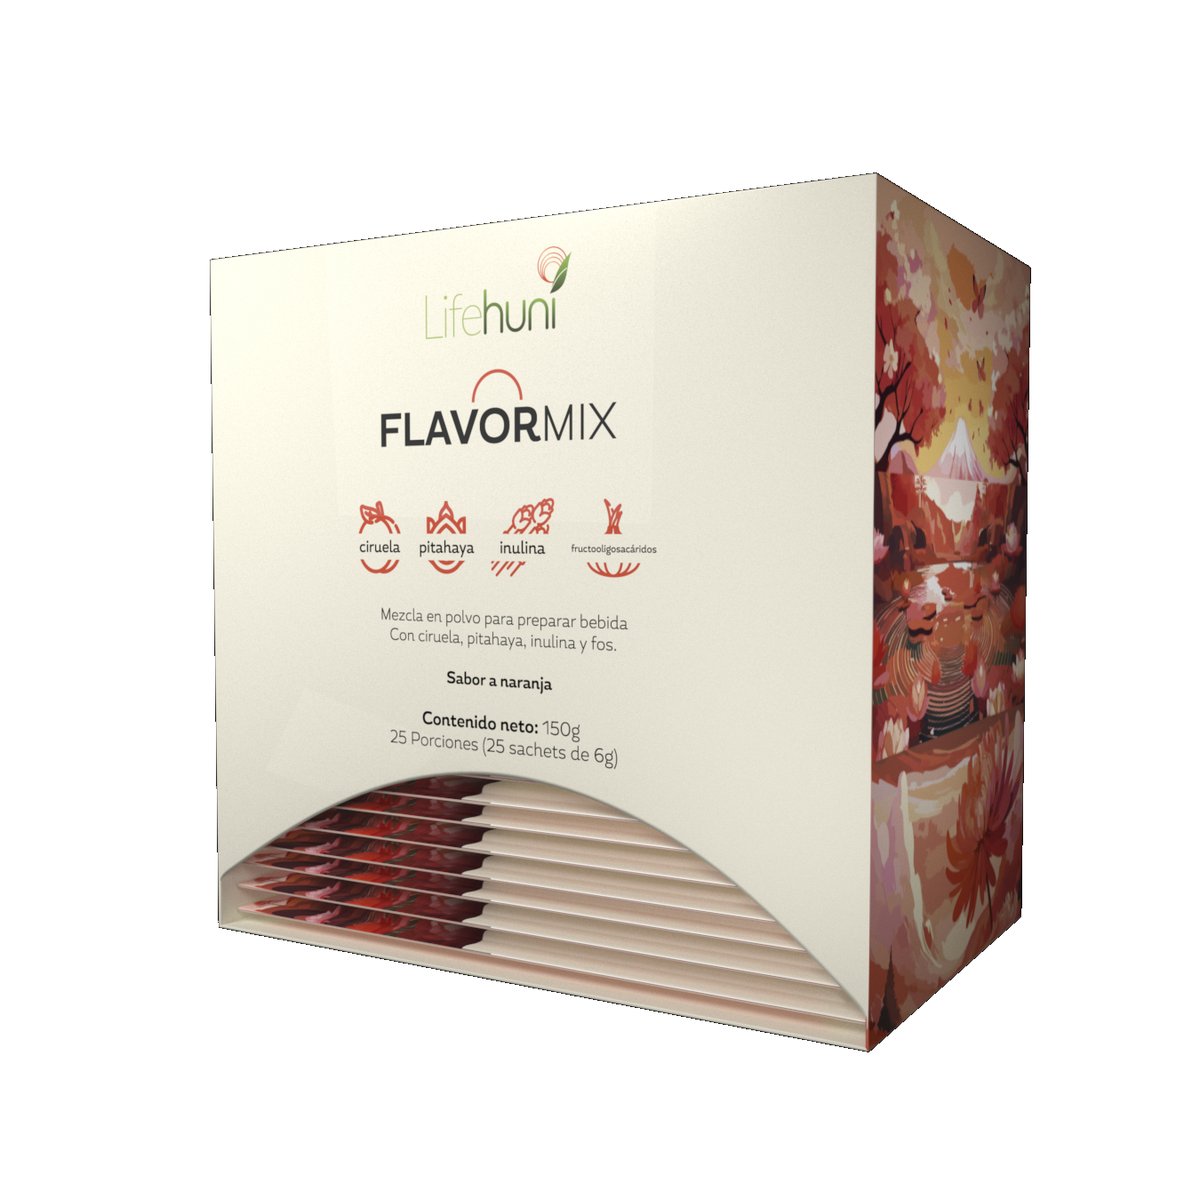 Lifehuni
FLAVORMIX
ciruela pitahaya inulina fructooligosacáridos
Mezcla en polvo para preparar bebida
Con ciruela, pitahaya, inulina y fos.
Sabor a naranja
Contenido neto: 150g
25 Porciones (25 sachets de 6g)